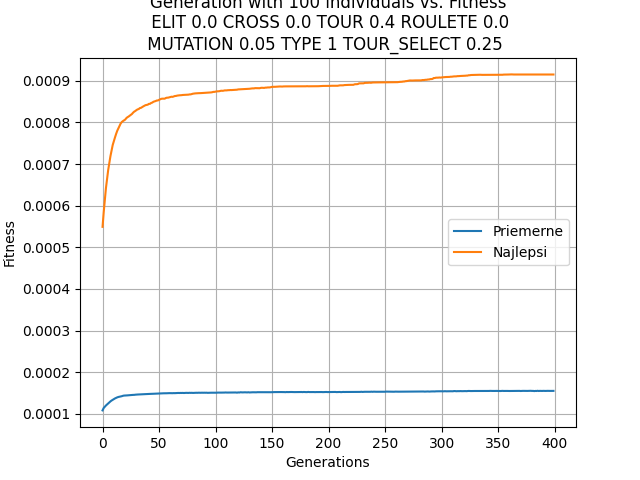 Generation with 100 individuals vs. Fitness
ELIT 0.0 CROSS 0.0 TOUR 0.4 ROULETE 0.0
MUTATION 0.05 TYPE 1 TOUR_SELECT 0.25
0.0009
0.0008
0.0007
0.0006
0.0005
0.0004
0.0003
0.0002
0.0001
Fitness
Priemerne
Najlepsi
0 50 100 150 200 250 300 350 400
Generations